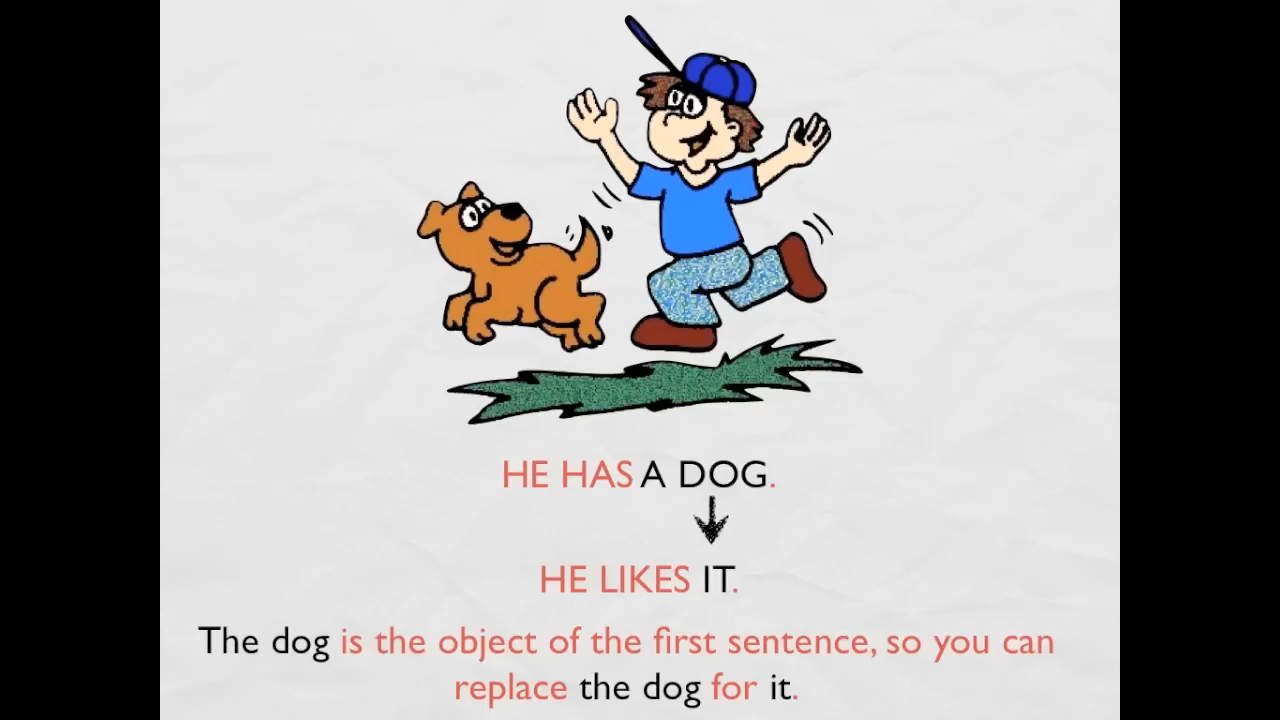 HE HAS A DOG.
HE LIKES IT.
The dog is the object of the first sentence, so you can
replace the dog for it.